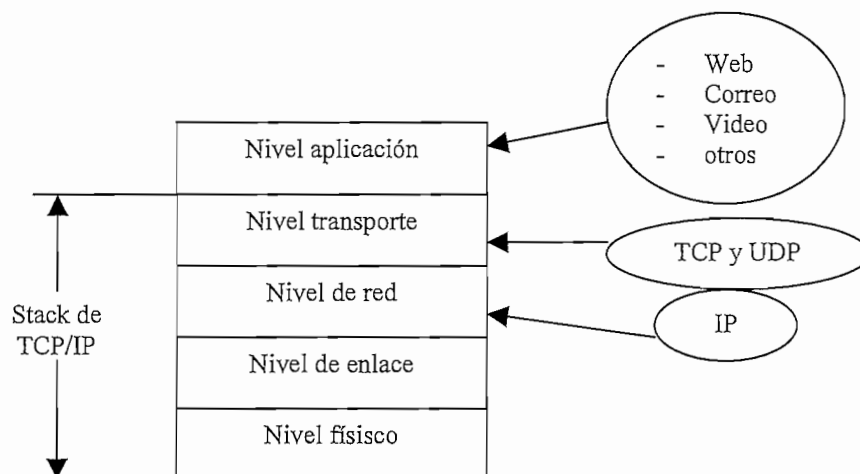 - Web
- Correo
- Video
- otros
Nivel aplicación
Nivel transporte
TCP y UDP
Nivel de red
IP
Stack de
TCP/IP
Nivel de enlace
Nivel físisco